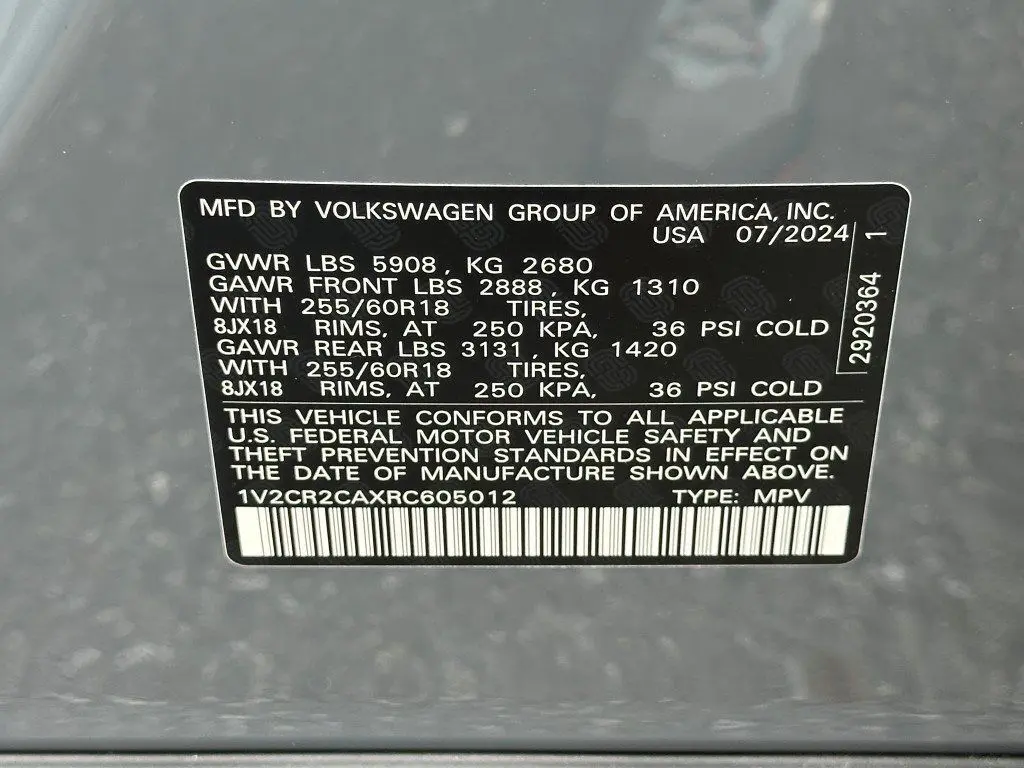 MFD BY VOLKSWAGEN GROUP OF AMERICA, INC.
USA 07/2024
GVWR LBS 5908, KG 2680
GAWR FRONT LBS 2888, KG 1310
WITH 255/60R18 TIRES,
8JX18 RIMS, AT 250 KPA, 36 PSI COLD
GAWR REAR LBS 3131, KG 1420
WITH 255/60R18 TIRES,
8JX18 RIMS, AT 250 KPA, 36 PSI COLD
2920364 1
THIS VEHICLE CONFORMS TO ALL APPLICABLE
U.S. FEDERAL MOTOR VEHICLE SAFETY AND
THEFT PREVENTION STANDARDS IN EFFECT ON
THE DATE OF MANUFACTURE SHOWN ABOVE.
1V2CR2CAXRC605012 TYPE: MPV